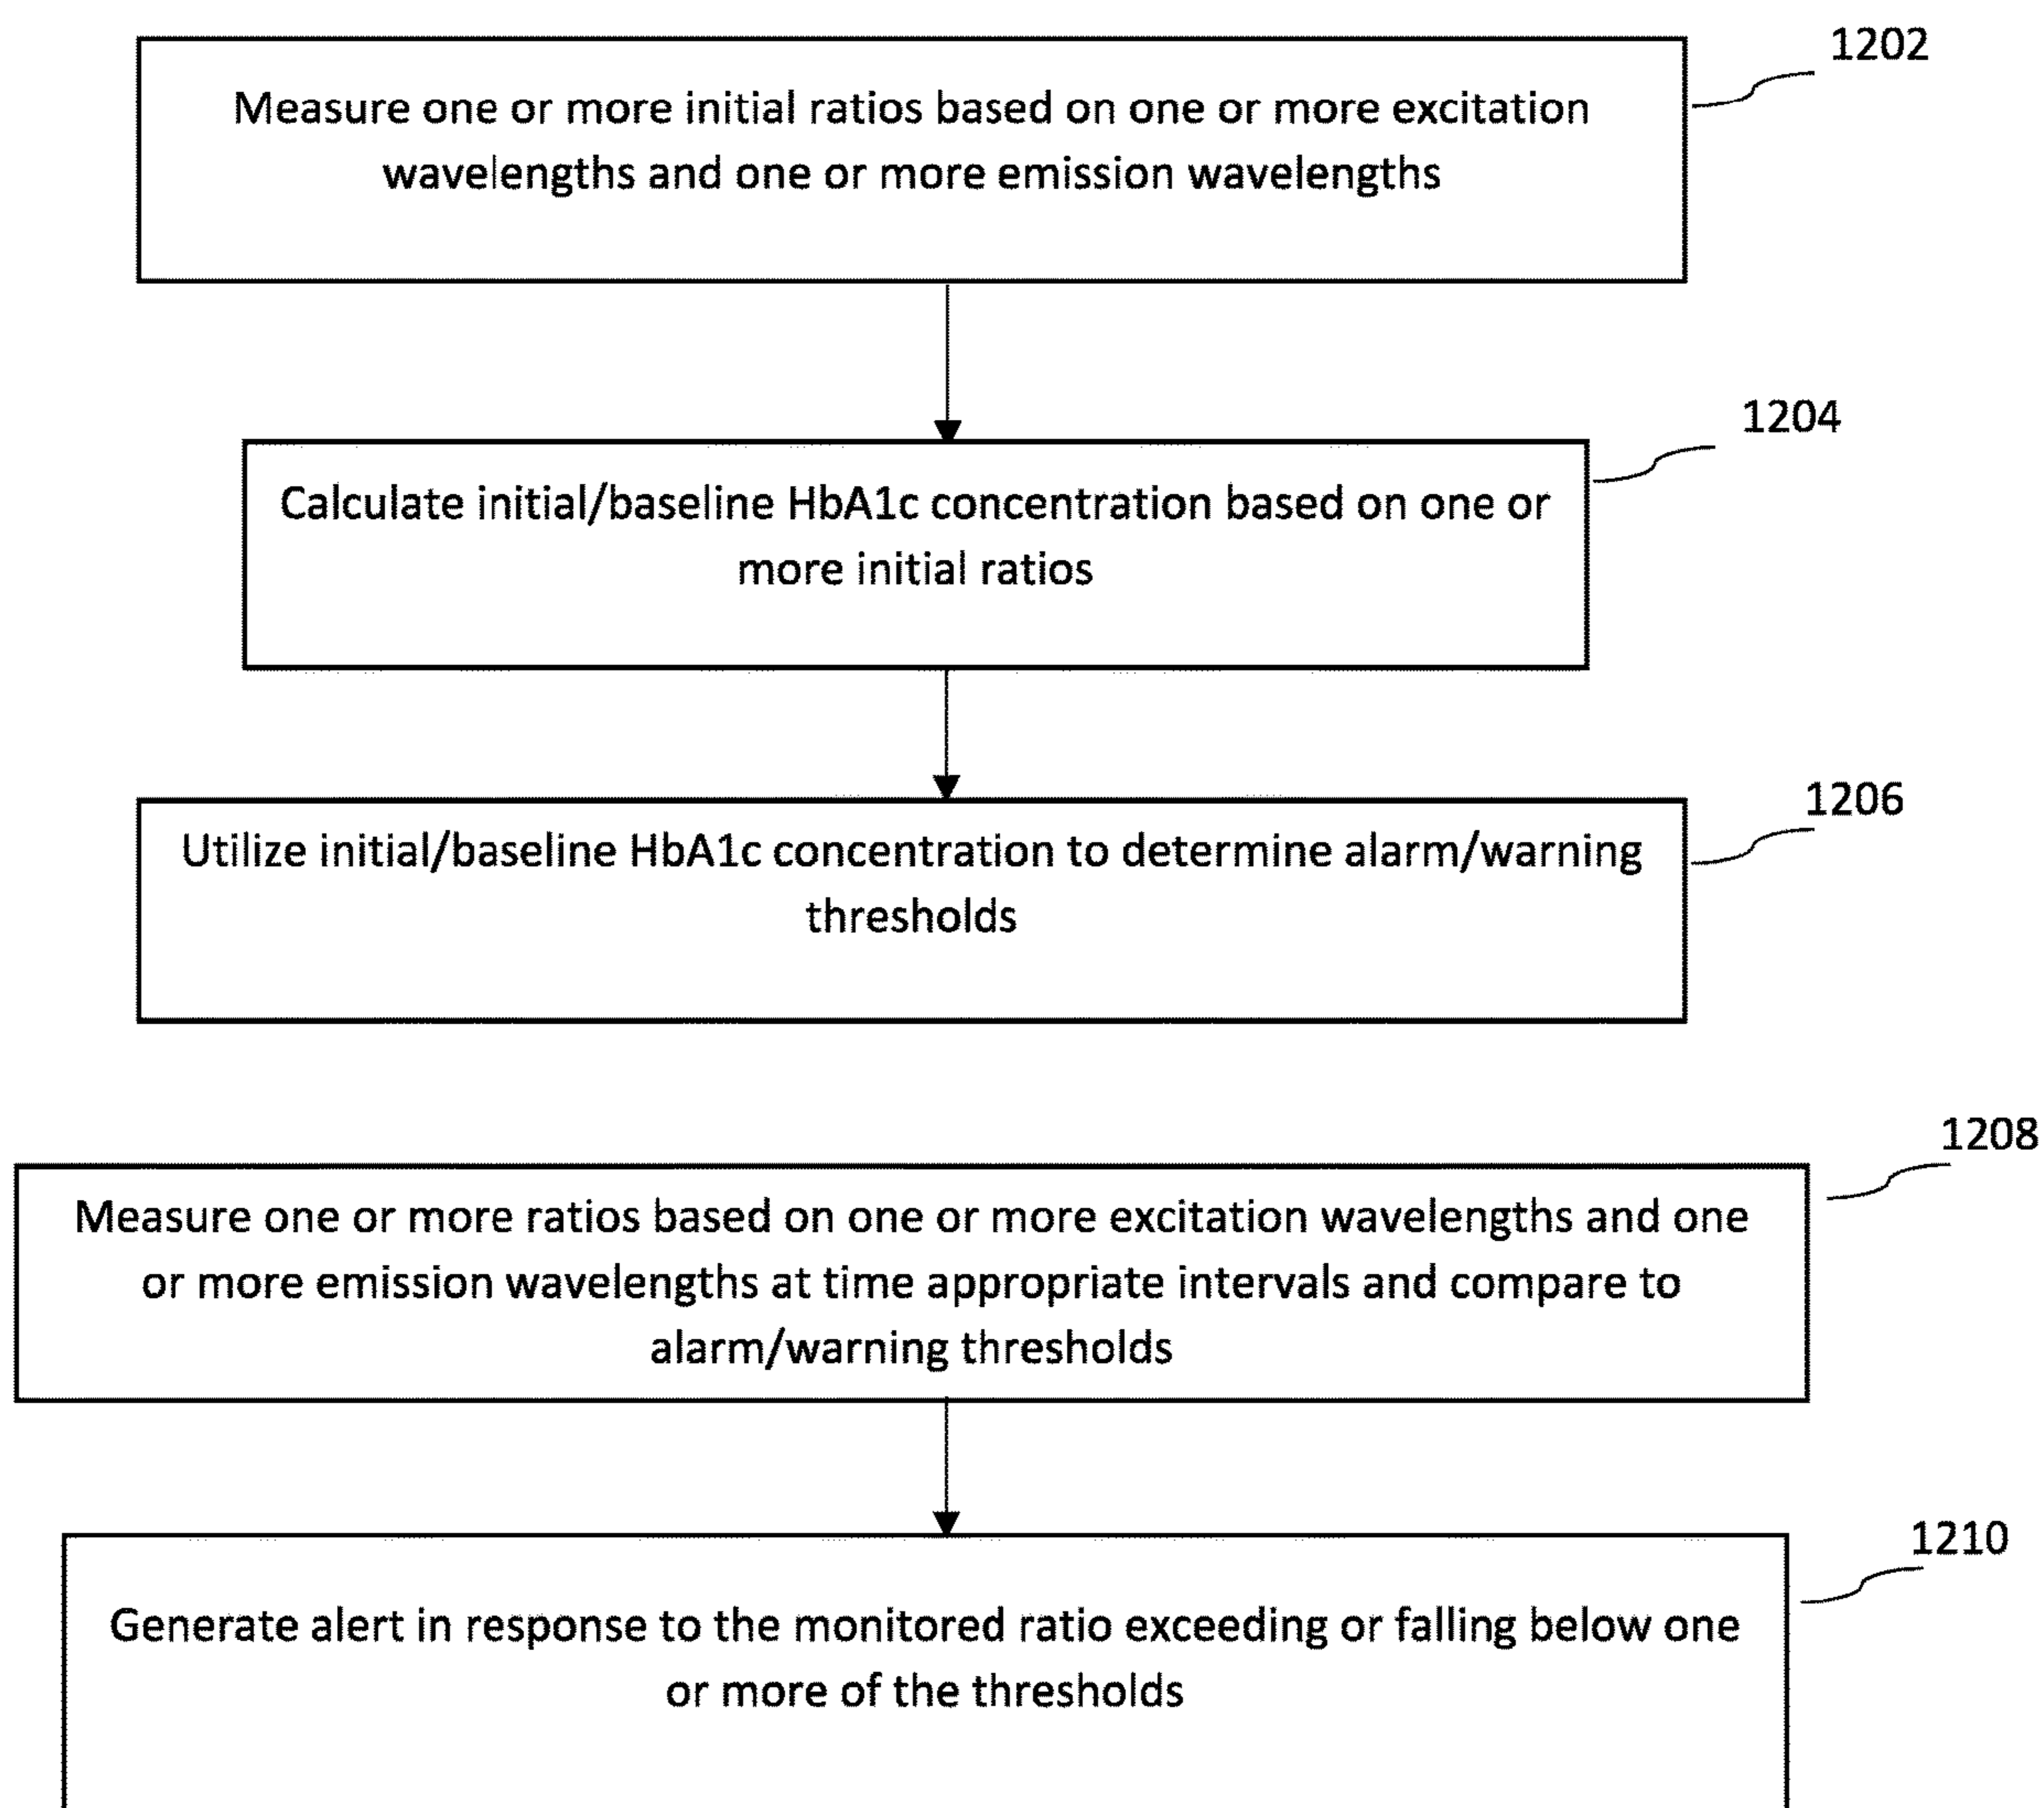 1202
Measure one or more initial ratios based on one or more excitation
wavelengths and one or more emission wavelengths
1204
Calculate initial/baseline HbA1c concentration based on one or
more initial ratios
1206
Utilize initial/baseline HbA1c concentration to determine alarm/warning
thresholds
1208
Measure one or more ratios based on one or more excitation wavelengths and one
or more emission wavelengths at time appropriate intervals and compare to
alarm/warning thresholds
1210
Generate alert in response to the monitored ratio exceeding or falling below one
or more of the thresholds